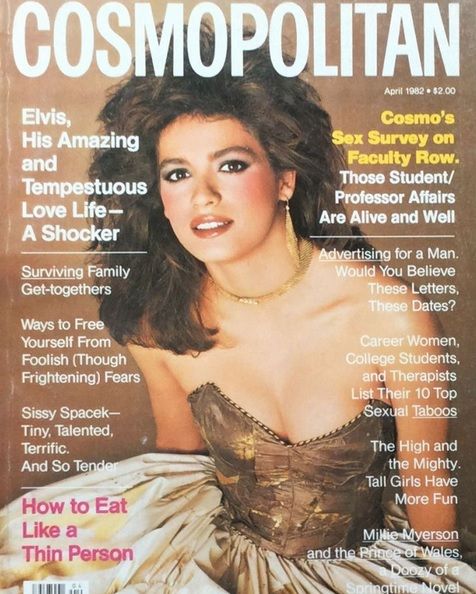 COSMOPOLITAN
April 1982 • $2.00
Elvis,
His Amazing
and
Tempestuous
Love Life—
A Shocker
Surviving Family
Get-togethers
Ways to Free
Yourself From
Foolish (Though
Frightening) Fears
Sissy Spacek—
Tiny, Talented,
Terrific.
And So Tender
How to Eat
Like a
Thin Person
Cosmo's
Sex Survey on
Faculty Row.
Those Student/
Professor Affairs
Are Alive and Well
Advertising for a Man.
Would You Believe
These Letters,
These Dates?
Career Women,
College Students,
and Therapists
List Their 10 Top
Sexual Taboos
The High and
the Mighty.
Tall Girls Have
More Fun
Millie Myerson
and the Prince of Wales,
a Doozy of a
Springtime Novel
04